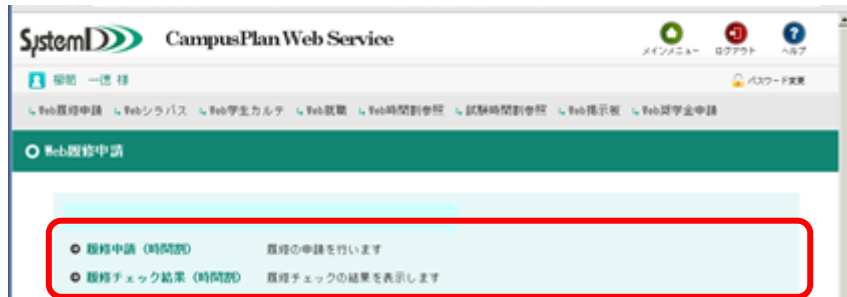 SystemD CampusPlan Web Service メインメニュー ログアウト ヘルプ
一徳 様 パスワード変更
Web履修申請 Webシラバス Web学生カルテ Web就職 Web時間割参照 試験時間割参照 Web掲示板 Web奨学金申請
Web履修申請
履修申請（時間割） 履修の申請を行います
履修チェック結果（時間割） 履修チェックの結果を表示します